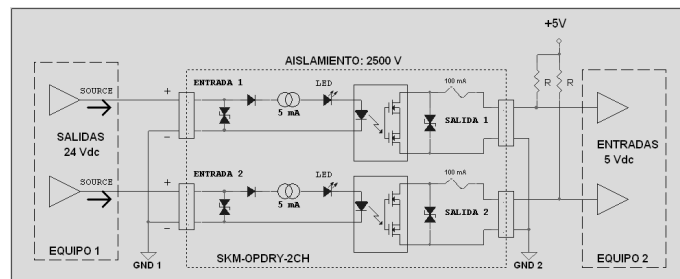 +5V
AISLAMIENTO: 2500 V
SOURCE
+
ENTRADA 1
LED
5 mA
100 mA
SALIDA 1
R
R
SALIDAS
24 Vdc
ENTRADAS
5 Vdc
−
SOURCE
+
ENTRADA 2
LED
5 mA
100 mA
SALIDA 2
−
EQUIPO 1
GND 1
SKM-OPDRY-2CH
GND 2
EQUIPO 2